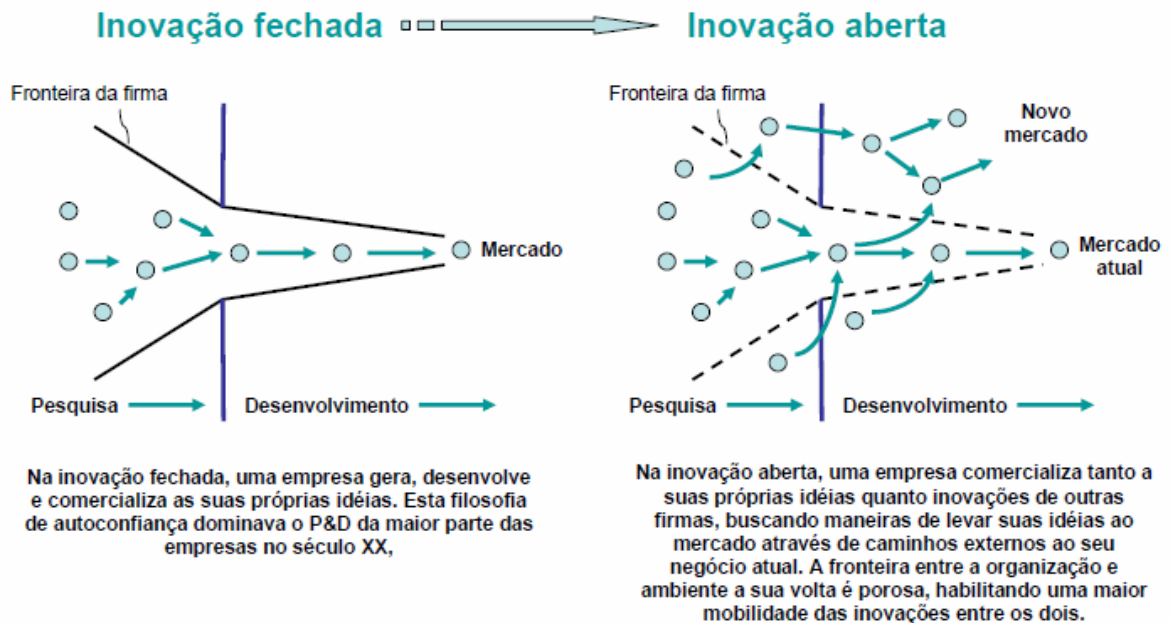 Inovação fechada
Inovação aberta
Fronteira da firma
Mercado
Pesquisa
Desenvolvimento
Na inovação fechada, uma empresa gera, desenvolve
e comercializa as suas próprias idéias. Esta filosofia
de autoconfiança dominava o P&D da maior parte das
empresas no século XX,
Fronteira da firma
Novo
mercado
Mercado
atual
Pesquisa
Desenvolvimento
Na inovação aberta, uma empresa comercializa tanto a
suas próprias idéias quanto inovações de outras
firmas, buscando maneiras de levar suas idéias ao
mercado através de caminhos externos ao seu
negócio atual. A fronteira entre a organização e
ambiente a sua volta é porosa, habilitando uma maior
mobilidade das inovações entre os dois.